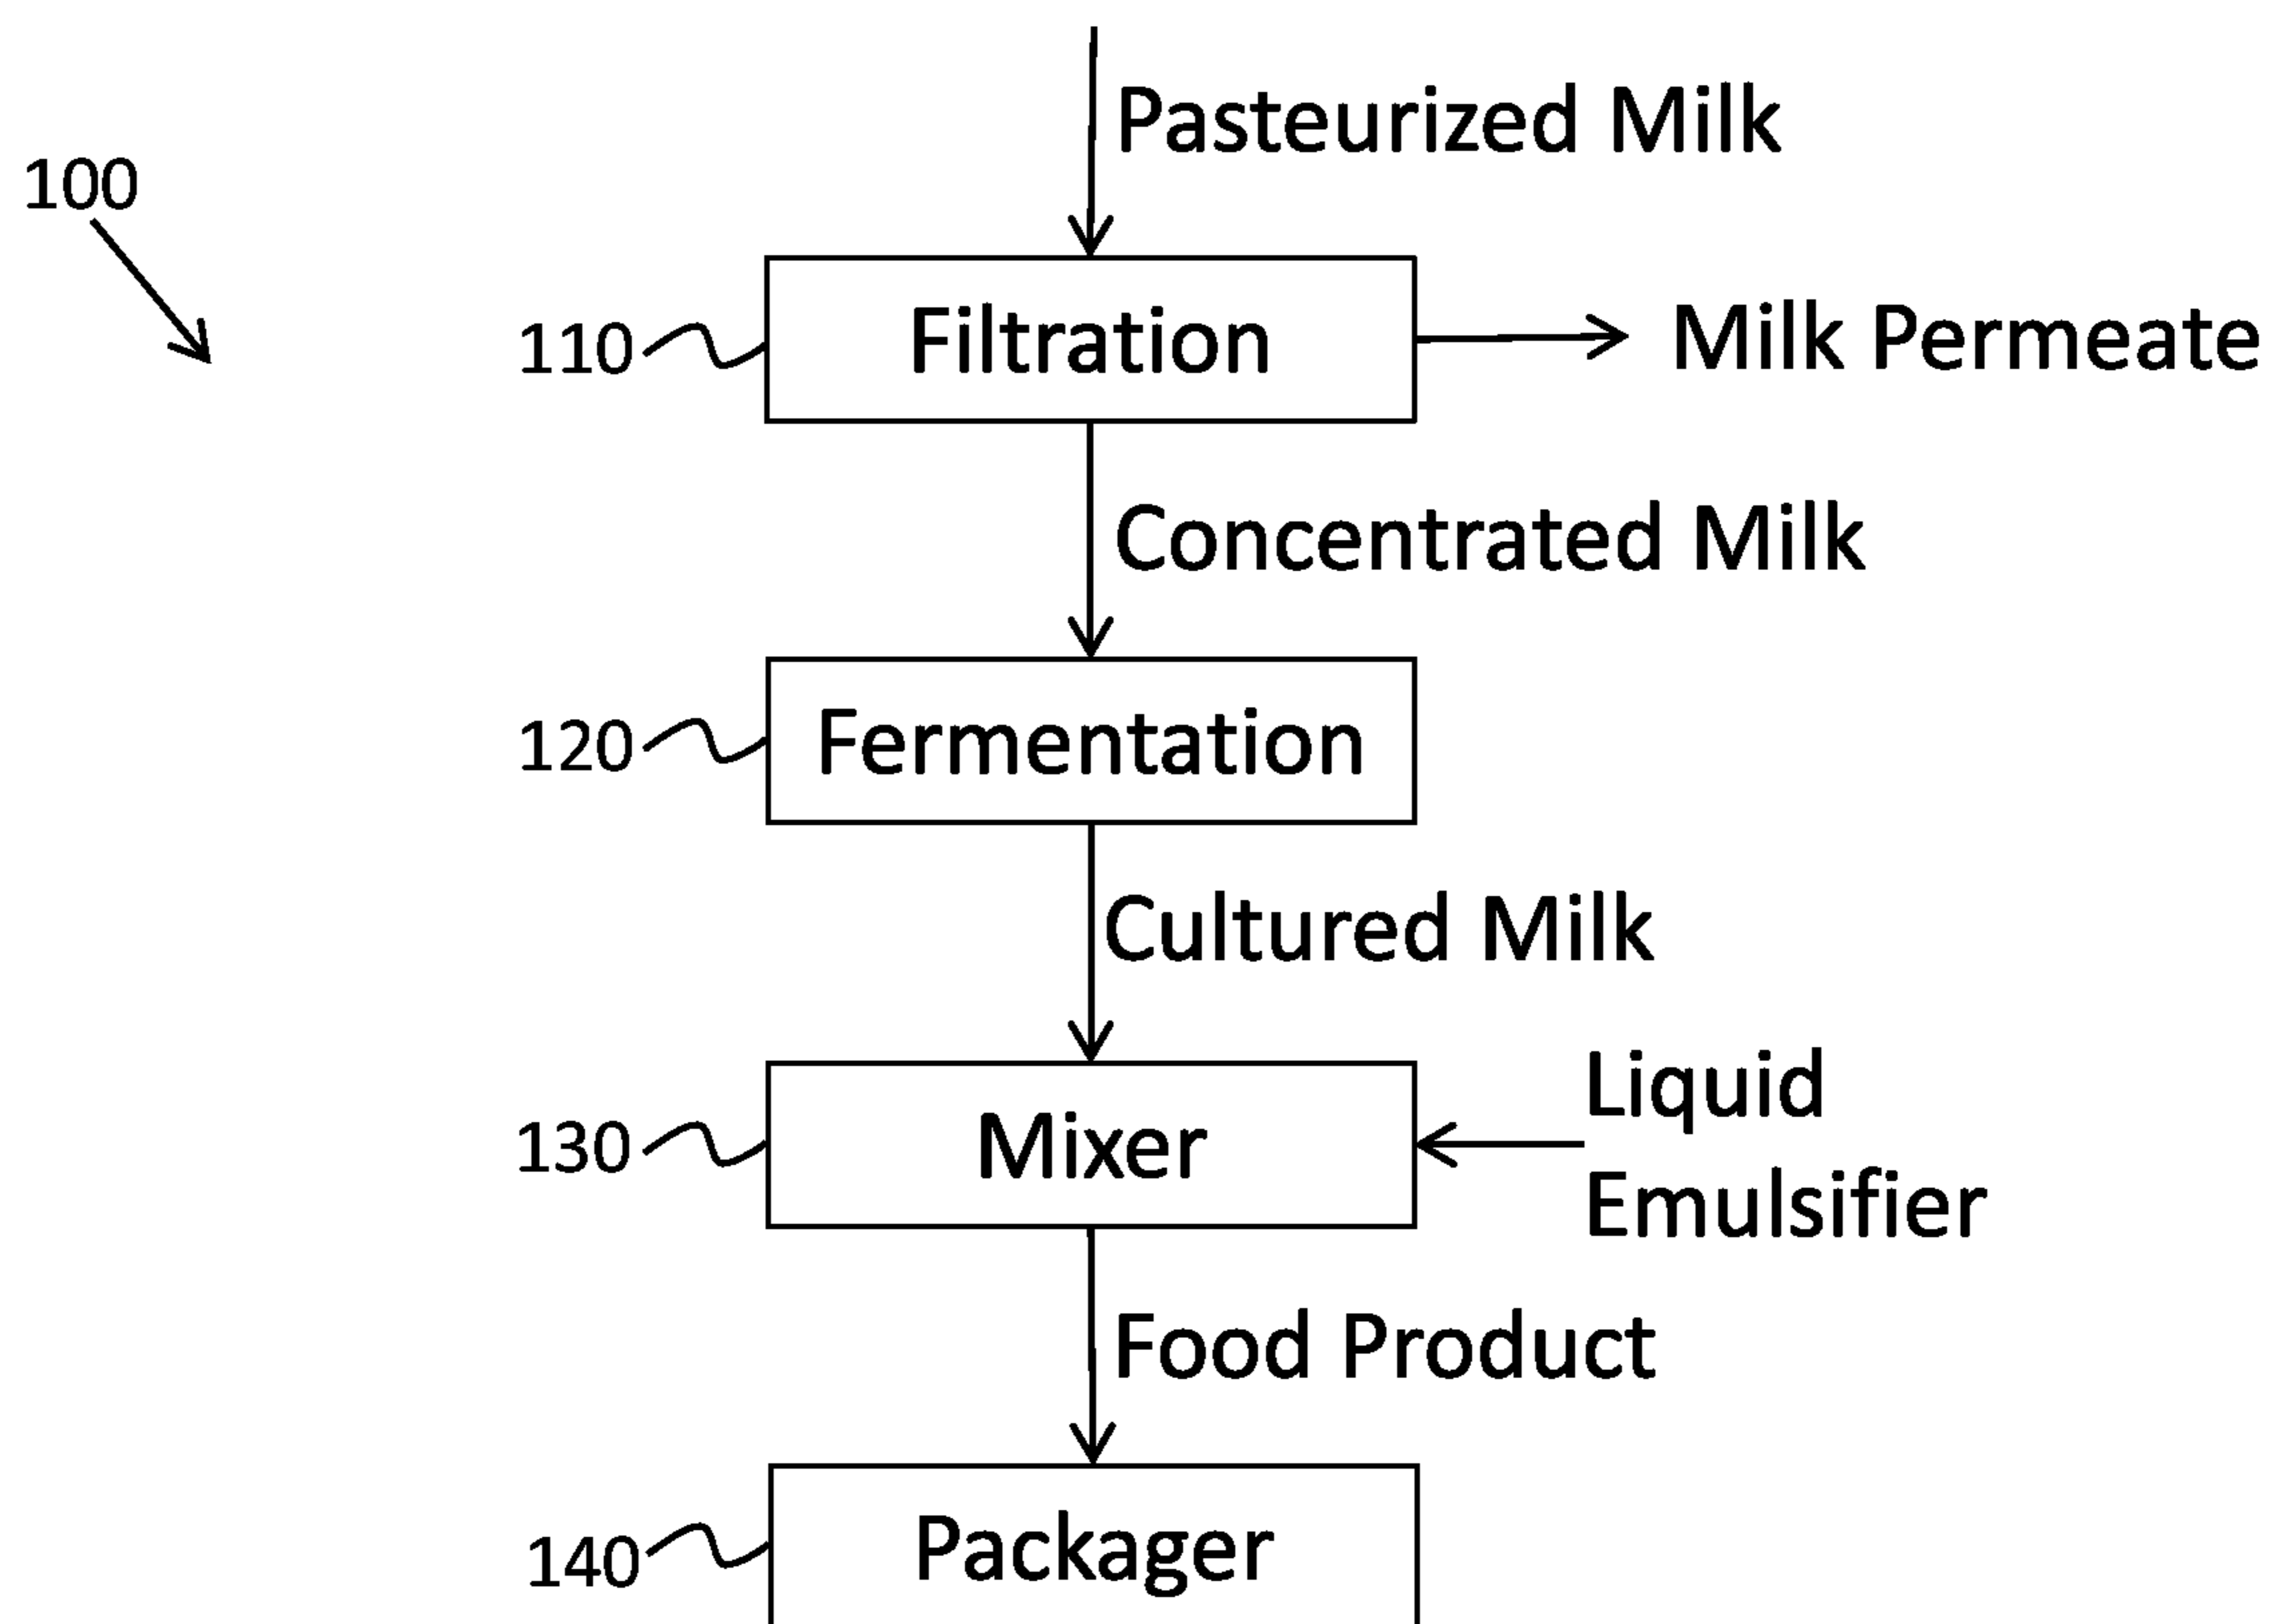 Pasteurized Milk
100
110
Filtration
Milk Permeate
Concentrated Milk
120
Fermentation
Cultured Milk
130
Mixer
Liquid
Emulsifier
Food Product
140
Packager